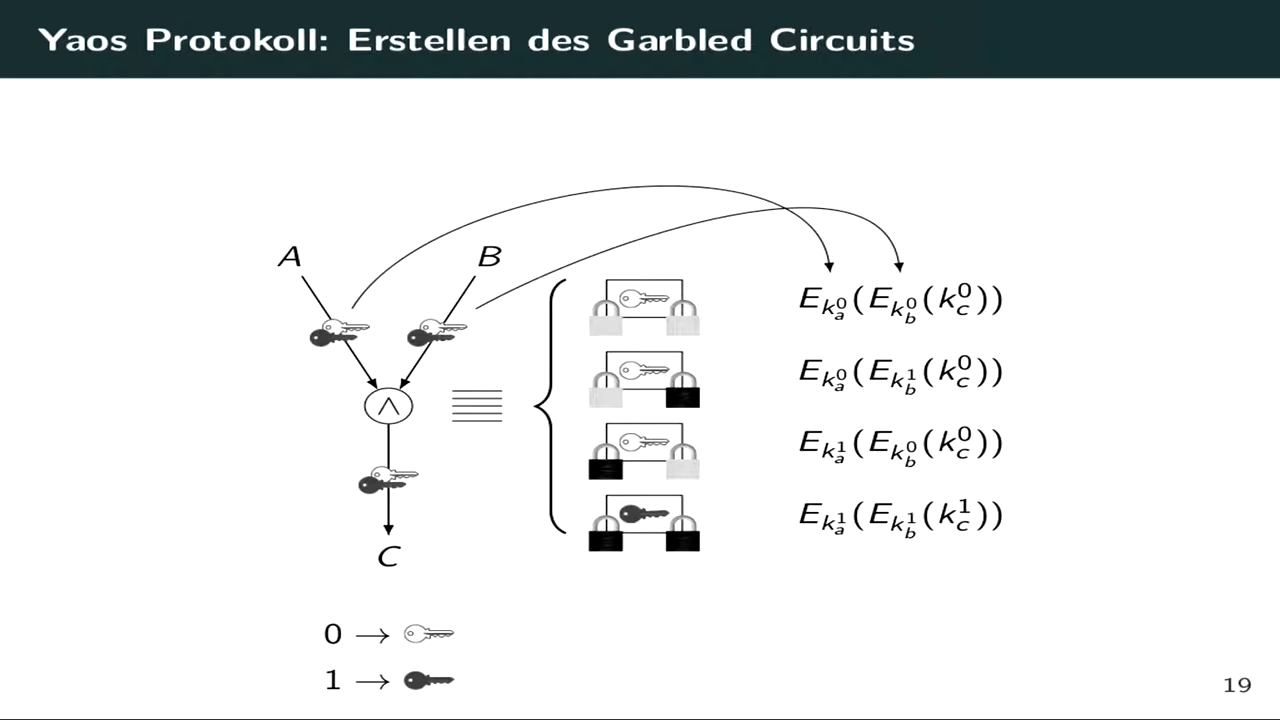 Yaos Protokoll: Erstellen des Garbled Circuits
A
B
∧
C
E_{k_a^0}(E_{k_b^0}(k_c^0))
E_{k_a^0}(E_{k_b^1}(k_c^0))
E_{k_a^1}(E_{k_b^0}(k_c^0))
E_{k_a^1}(E_{k_b^1}(k_c^1))
0 →
1 →
19